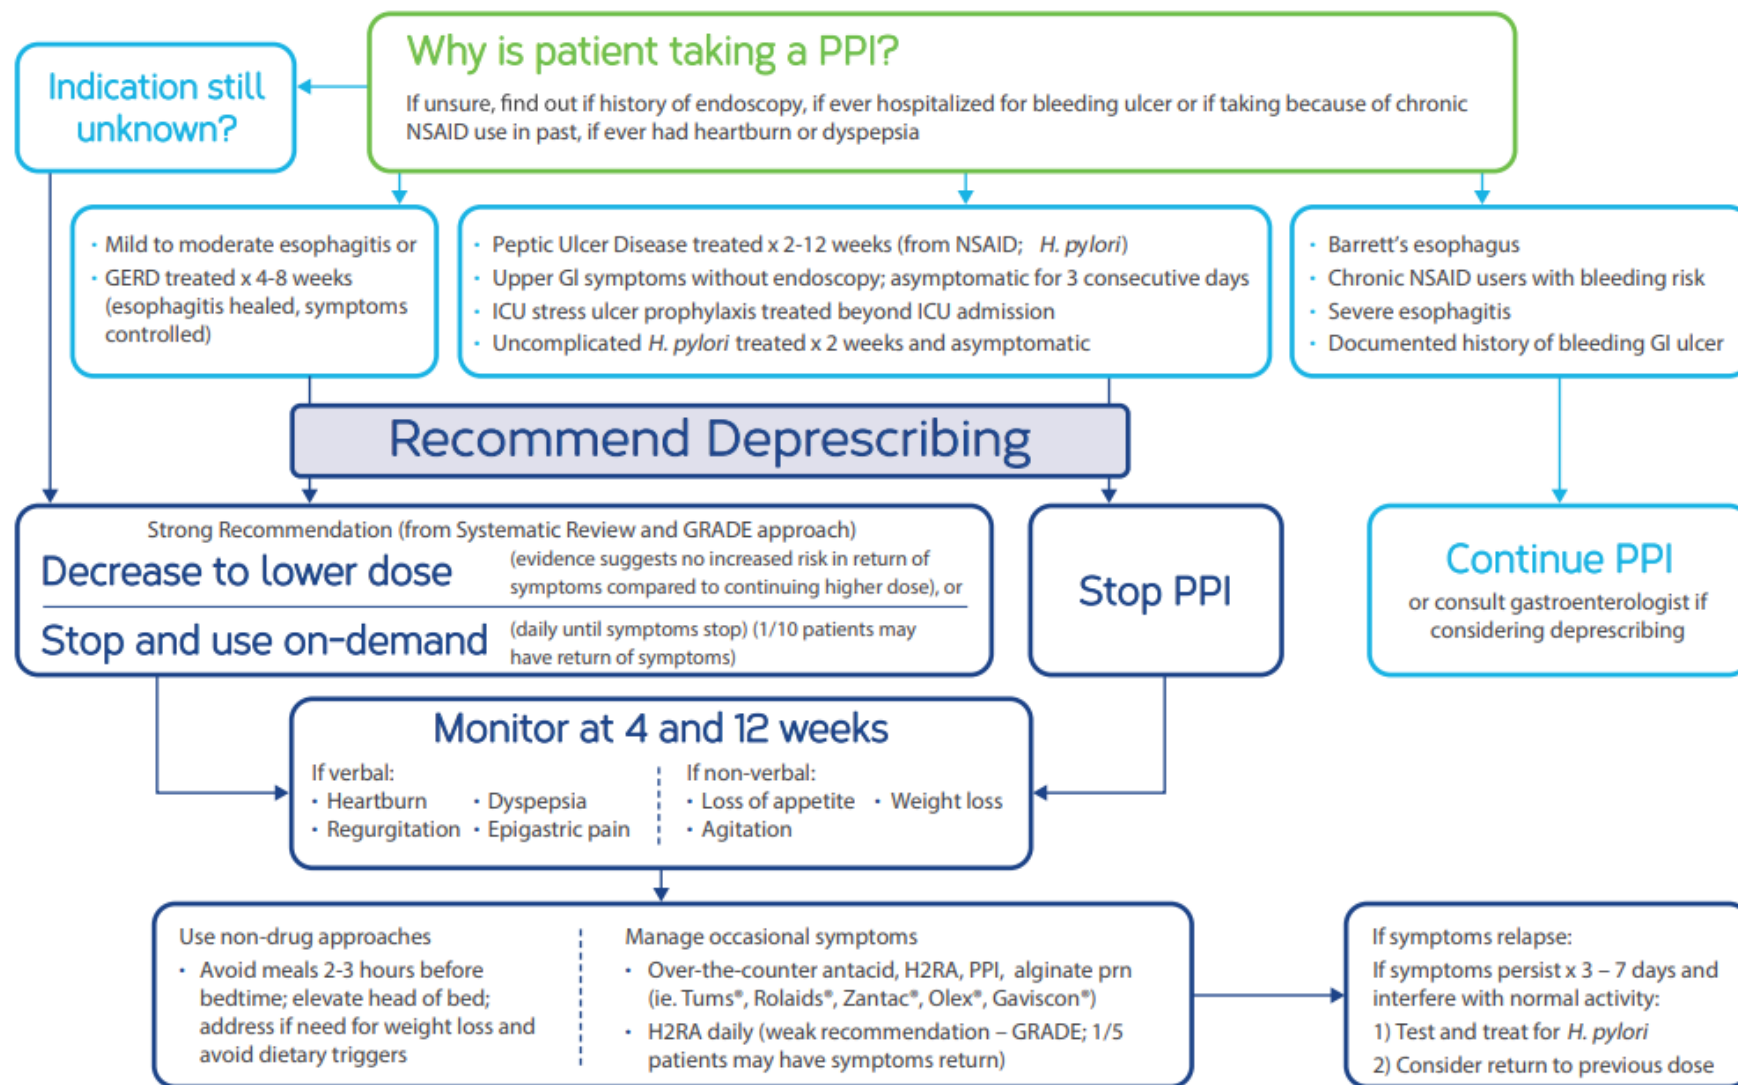 Why is patient taking a PPI?
If unsure, find out if history of endoscopy, if ever hospitalized for bleeding ulcer or if taking because of chronic
NSAID use in past, if ever had heartburn or dyspepsia
Indication still
unknown?
• Mild to moderate esophagitis or
• GERD treated x 4-8 weeks
(esophagitis healed, symptoms
controlled)
• Peptic Ulcer Disease treated x 2-12 weeks (from NSAID; H. pylori)
• Upper GI symptoms without endoscopy; asymptomatic for 3 consecutive days
• ICU stress ulcer prophylaxis treated beyond ICU admission
• Uncomplicated H. pylori treated x 2 weeks and asymptomatic
• Barrett's esophagus
• Chronic NSAID users with bleeding risk
• Severe esophagitis
• Documented history of bleeding GI ulcer
Recommend Deprescribing
Strong Recommendation (from Systematic Review and GRADE approach)
Decrease to lower dose
(evidence suggests no increased risk in return of
symptoms compared to continuing higher dose), or
Stop and use on-demand
(daily until symptoms stop) (1/10 patients may
have return of symptoms)
Stop PPI
Continue PPI
or consult gastroenterologist if
considering deprescribing
Monitor at 4 and 12 weeks
If verbal:
• Heartburn • Dyspepsia
• Regurgitation • Epigastric pain
If non-verbal:
• Loss of appetite • Weight loss
• Agitation
Use non-drug approaches
• Avoid meals 2-3 hours before
bedtime; elevate head of bed;
address if need for weight loss and
avoid dietary triggers
Manage occasional symptoms
• Over-the-counter antacid, H2RA, PPI, alginate prn
(ie. Tums®, Rolaids®, Zantac®, Olex®, Gaviscon®)
• H2RA daily (weak recommendation – GRADE; 1/5
patients may have symptoms return)
If symptoms relapse:
If symptoms persist x 3 – 7 days and
interfere with normal activity:
1) Test and treat for H. pylori
2) Consider return to previous dose